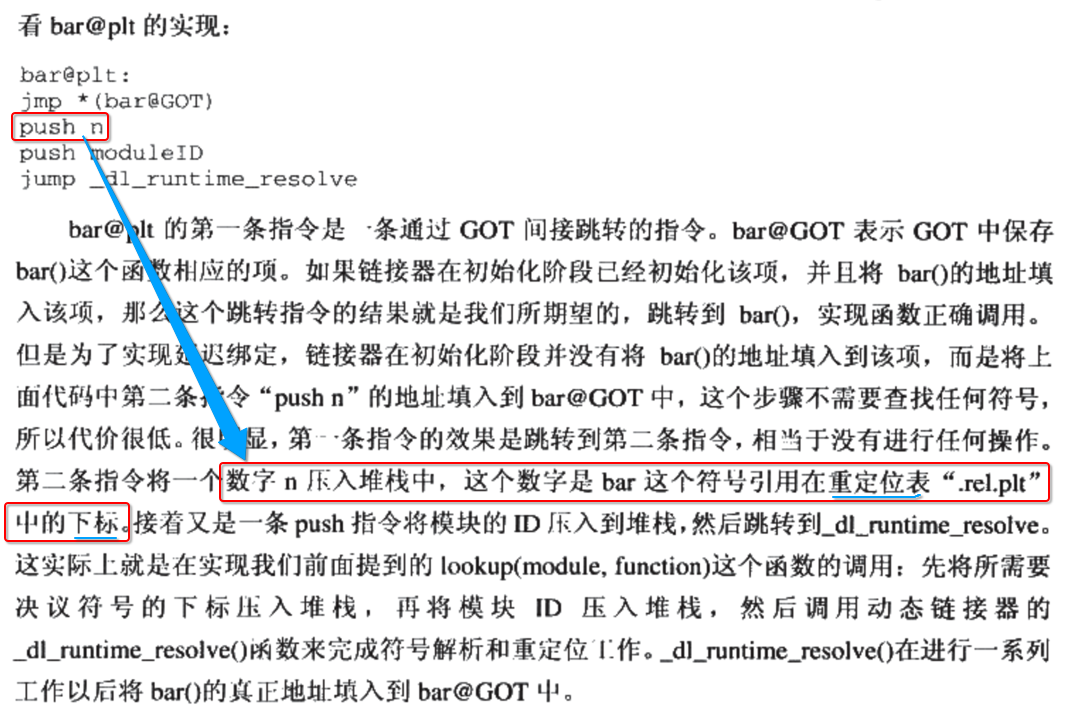 看 bar@plt 的实现：
bar@plt:
jmp *(bar@GOT)
push n
push moduleID
jump _dl_runtime_resolve
bar@plt 的第一条指令是一条通过 GOT 间接跳转的指令。bar@GOT 表示 GOT 中保存
bar()这个函数相应的项。如果链接器在初始化阶段已经初始化该项，并且将 bar()的地址填
入该项，那么这个跳转指令的结果就是我们所期望的，跳转到 bar()，实现函数正确调用。
但是为了实现延迟绑定，链接器在初始化阶段并没有将 bar()的地址填入到该项，而是将上
面代码中第二条指令“push n”的地址填入到 bar@GOT 中，这个步骤不需要查找任何符号，
所以代价很低。很明显，第一条指令的效果是跳转到第二条指令，相当于没有进行任何操作。
第二条指令将一个数字 n 压入堆栈中，这个数字是 bar 这个符号引用在重定位表“.rel.plt”
中的下标。接着又是一条 push 指令将模块的 ID 压入到堆栈，然后跳转到_dl_runtime_resolve。
这实际上就是在实现我们前面提到的 lookup(module, function)这个函数的调用：先将所需要
决议符号的下标压入堆栈，再将模块 ID 压入堆栈，然后调用动态链接器的
_dl_runtime_resolve()函数来完成符号解析和重定位工作。_dl_runtime_resolve()在进行一系列
工作以后将 bar()的真正地址填入到 bar@GOT 中。